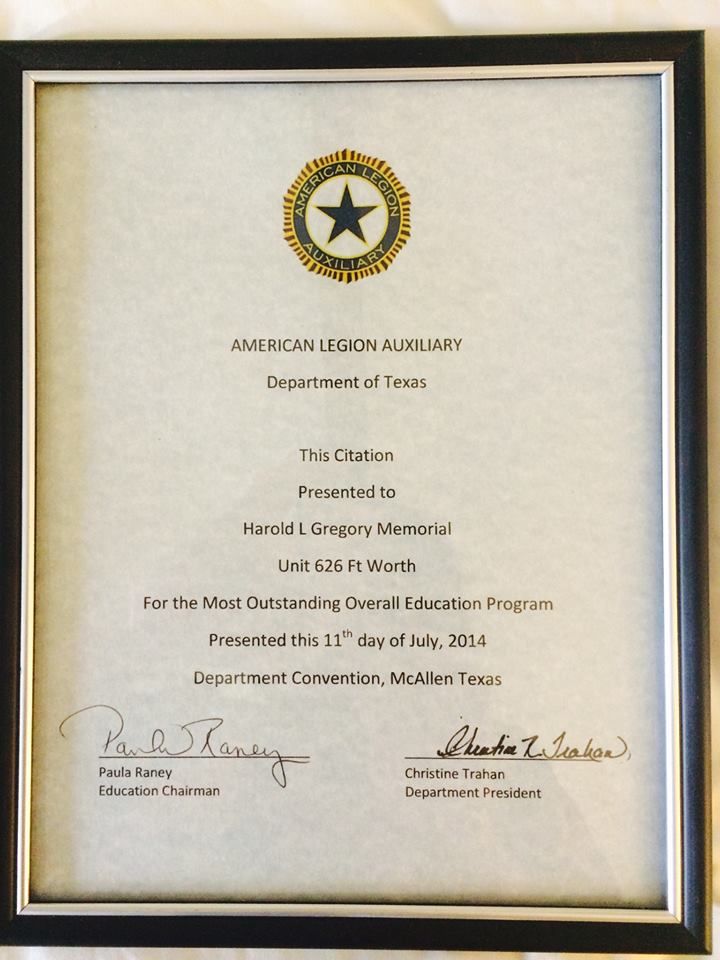 AMERICAN LEGION
AUXILIARY
AMERICAN LEGION AUXILIARY
Department of Texas
This Citation
Presented to
Harold L Gregory Memorial
Unit 626 Ft Worth
For the Most Outstanding Overall Education Program
Presented this 11th day of July, 2014
Department Convention, McAllen Texas
Paula Raney
Paula Raney
Education Chairman
Christine R. Trahan
Christine Trahan
Department President